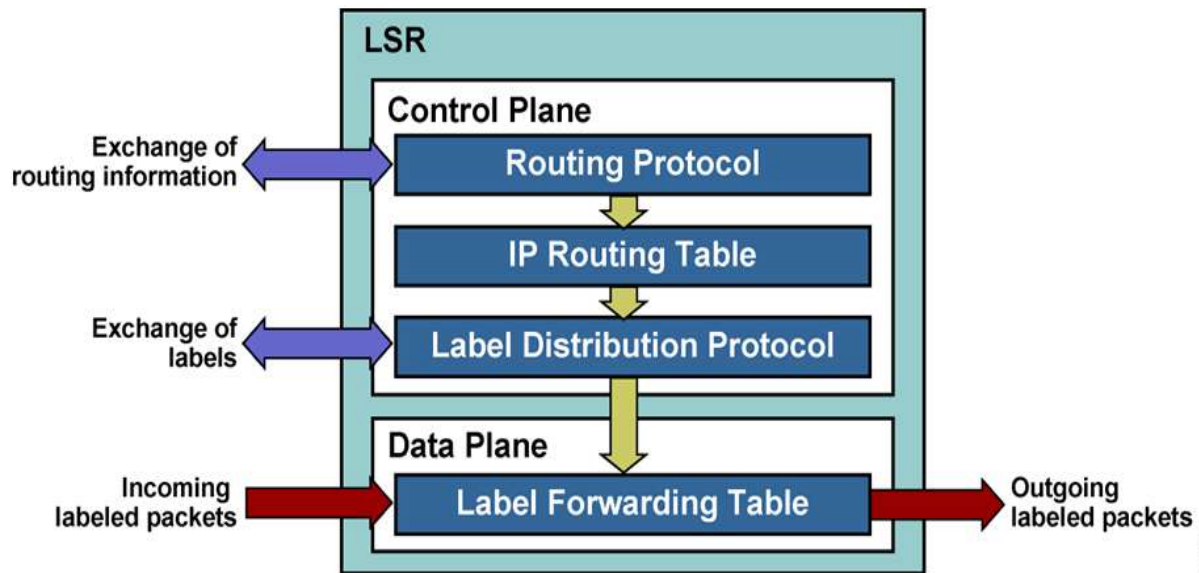 LSR
Control Plane
Exchange of
routing information
Routing Protocol
IP Routing Table
Exchange of
labels
Label Distribution Protocol
Data Plane
Incoming
labeled packets
Label Forwarding Table
Outgoing
labeled packets